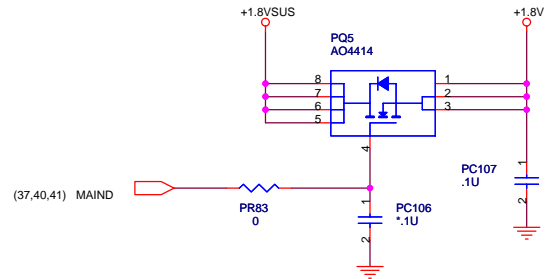 +1.8VSUS
+1.8V
PQ5
AO4414
8
7
6
5
1
2
3
4
(37,40,41) MAIND
PR83
0
1
PC106
*.1U
2
PC107
.1U
1
2